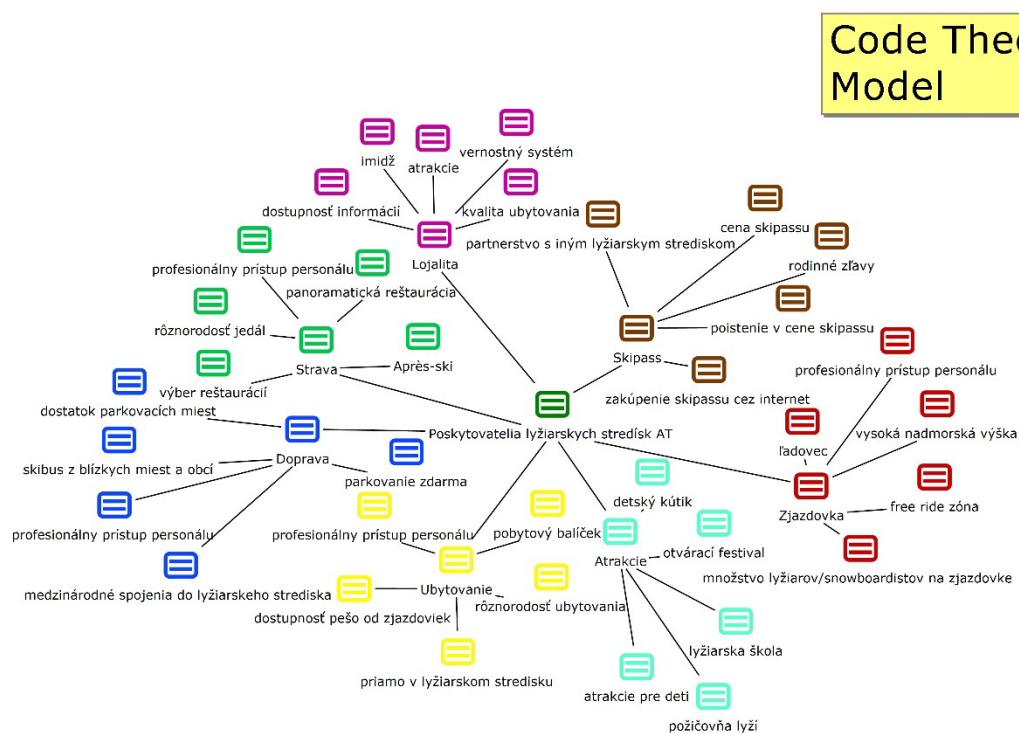 Code Theo
Model
vernostný systém
imidž
atrakcie
dostupnosť informácií
kvalita ubytovania
Lojalita
partnerstvo s iným lyžiarskym strediskom
cena skipassu
rodinné zľavy
poistenie v cene skipassu
Skipass
zakúpenie skipassu cez internet
profesionálny prístup personálu
panoramatická reštaurácia
rôznorodosť jedál
Strava
Après-ski
výber reštaurácií
profesionálny prístup personálu
vysoká nadmorská výška
ľadovec
free ride zóna
Zjazdovka
množstvo lyžiarov/snowboardistov na zjazdovke
dostatok parkovacích miest
Poskytovatelia lyžiarskych stredísk AT
skibus z blízkych miest a obcí
Doprava
parkovanie zdarma
profesionálny prístup personálu
medzinárodné spojenia do lyžiarskeho strediska
profesionálny prístup personálu
pobytový balíček
Ubytovanie
rôznorodosť ubytovania
dostupnosť pešo od zjazdoviek
priamo v lyžiarskom stredisku
detský kútik
Atrakcie
otvárací festival
lyžiarska škola
atrakcie pre deti
požičovňa lyží